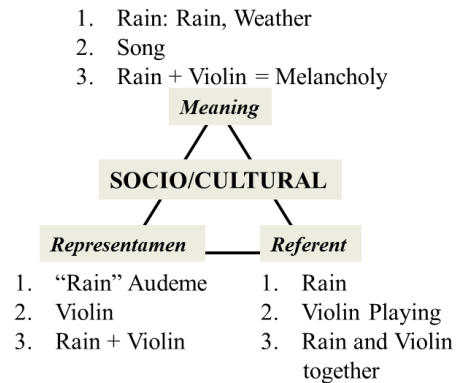 1. Rain: Rain, Weather
2. Song
3. Rain + Violin = Melancholy
Meaning
SOCIO/CULTURAL
Representamen
Referent
1. “Rain” Audeme
2. Violin
3. Rain + Violin
1. Rain
2. Violin Playing
3. Rain and Violin
together